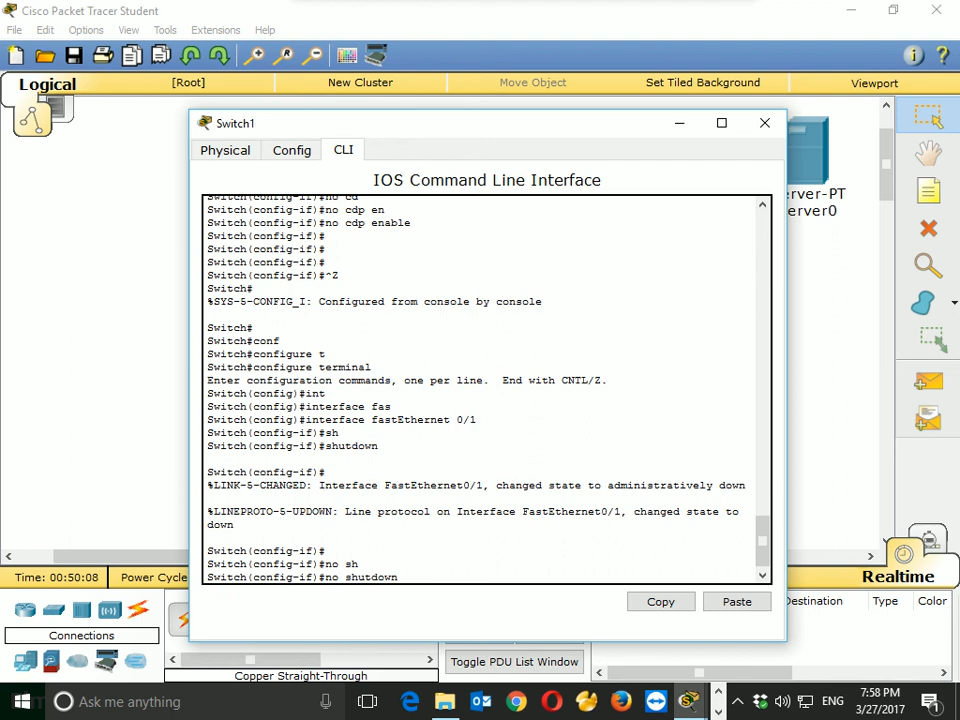 Cisco Packet Tracer Student
File Edit Options View Tools Extensions Help
Logical
[Root]
New Cluster
Move Object
Set Tiled Background
Viewport
Switch1
Physical Config CLI
IOS Command Line Interface
Switch(config-if)#no cd
Switch(config-if)#no cdp en
Switch(config-if)#no cdp enable
Switch(config-if)#
Switch(config-if)#
Switch(config-if)#
Switch(config-if)#^Z
Switch#
%SYS-5-CONFIG_I: Configured from console by console
Switch#
Switch#conf
Switch#configure t
Switch#configure terminal
Enter configuration commands, one per line.  End with CNTL/Z.
Switch(config)#int
Switch(config)#interface fas
Switch(config)#interface fastEthernet 0/1
Switch(config-if)#sh
Switch(config-if)#shutdown
Switch(config-if)#
%LINK-5-CHANGED: Interface FastEthernet0/1, changed state to administratively down
%LINEPROTO-5-UPDOWN: Line protocol on Interface FastEthernet0/1, changed state to
down
Switch(config-if)#
Switch(config-if)#no sh
Switch(config-if)#no shutdown
Copy Paste
erver-PT
erver0
Time: 00:50:08 Power Cycle
Realtime
Connections
Destination Type Color
Toggle PDU List Window
Copper Straight-Through
Ask me anything
ENG
7:58 PM
3/27/2017
1